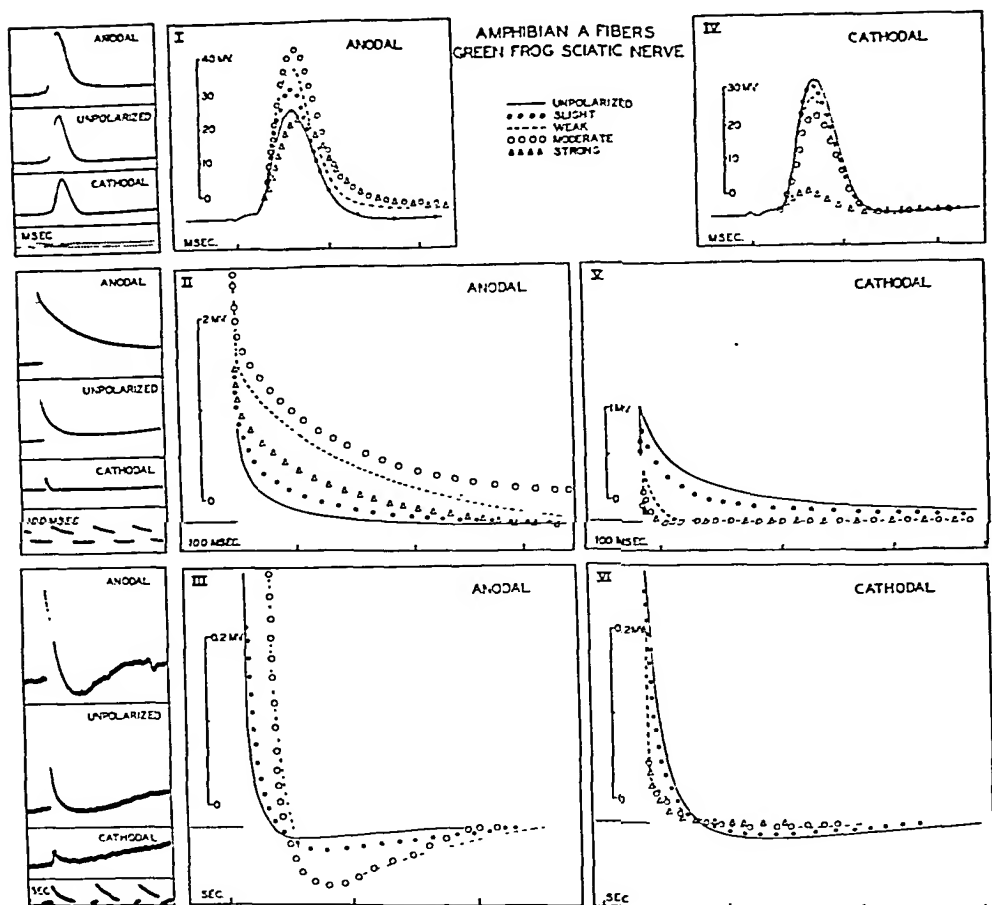 AMPHIBIAN A FIBERS
GREEN FROG SCIATIC NERVE
UNPOLARIZED
SLIGHT
WEAK
MODERATE
STRONG
ANODAL
UNPOLARIZED
CATHODAL
MSEC
I
ANODAL
40 MV.
30
20
10
0
MSEC.
IV
CATHODAL
30 MV.
20
10
0
MSEC.
ANODAL
UNPOLARIZED
CATHODAL
100 MSEC
II
ANODAL
2 MV.
0
100 MSEC.
V
CATHODAL
1 MV.
0
100 MSEC.
ANODAL
UNPOLARIZED
CATHODAL
SEC
III
ANODAL
0.2 MV.
0
SEC.
VI
CATHODAL
0.2 MV.
0
SEC